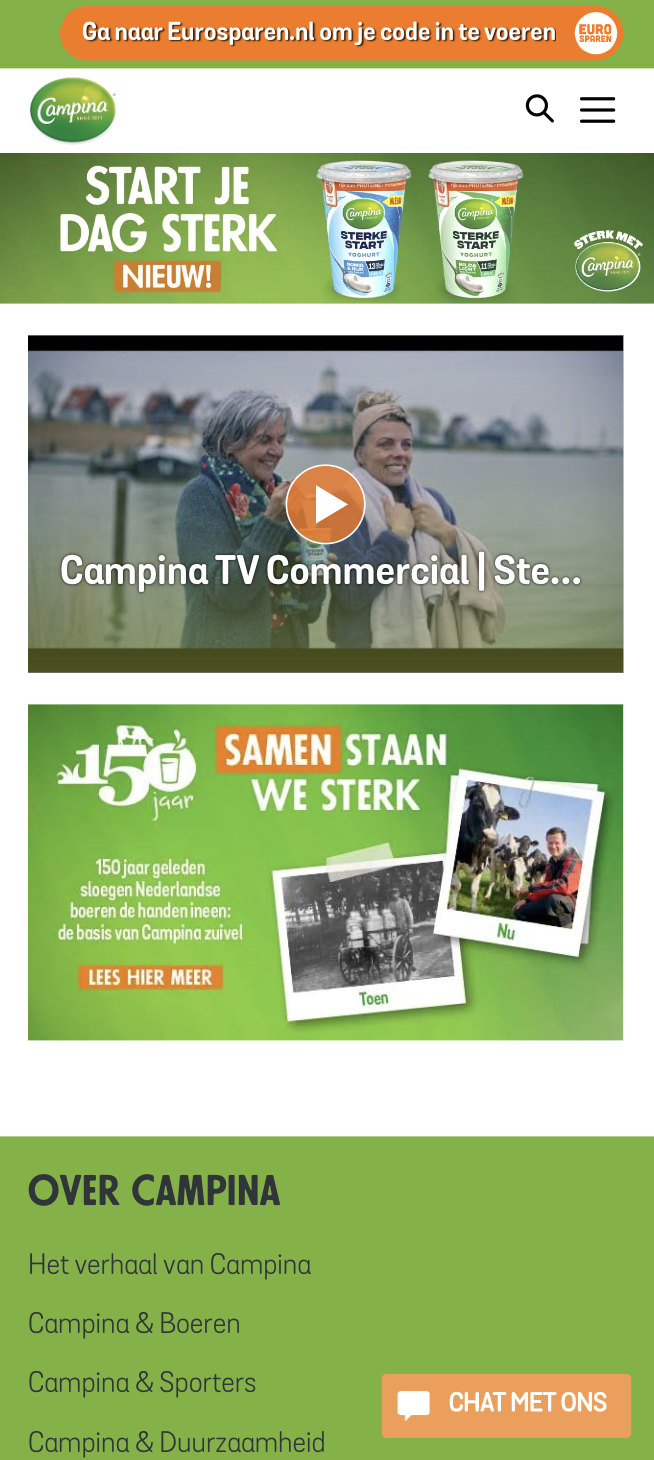 Ga naar Eurosparen.nl om je code in te voeren
EURO
SPAREN
Campina
ANNO 1871
START JE
DAG STERK
NIEUW!
Campina
STERKE
START
YOGHURT
13
Campina
STERKE
START
YOGHURT
11
STERK MET
Campina
Campina TV Commercial | Ste...
150
jaar
SAMEN STAAN
WE STERK
150 jaar geleden
sloegen Nederlandse
boeren de handen ineen:
de basis van Campina zuivel
LEES HIER MEER
Nu
Toen
OVER CAMPINA
Het verhaal van Campina
Campina & Boeren
Campina & Sporters
CHAT MET ONS
Campina & Duurzaamheid